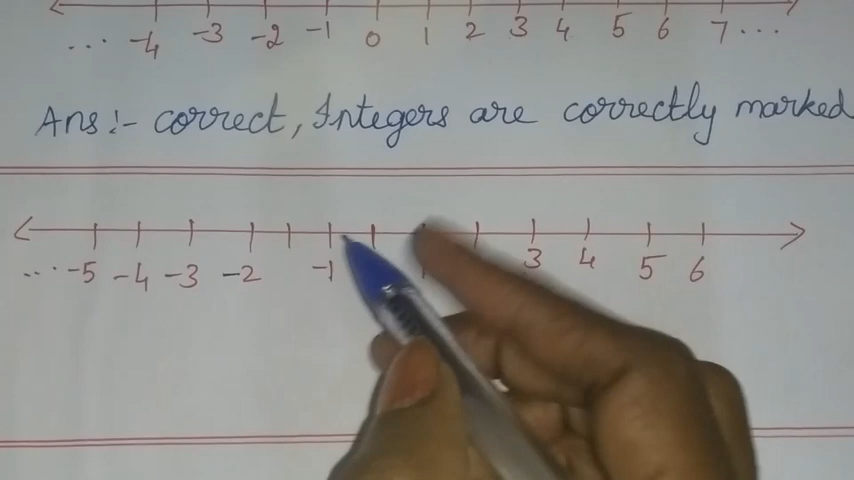 ... -4 -3 -2 -1 0 1 2 3 4 5 6 7 ...
Ans:- correct, Integers are correctly marked
... -5 -4 -3 -2 -1 1 3 4 5 6